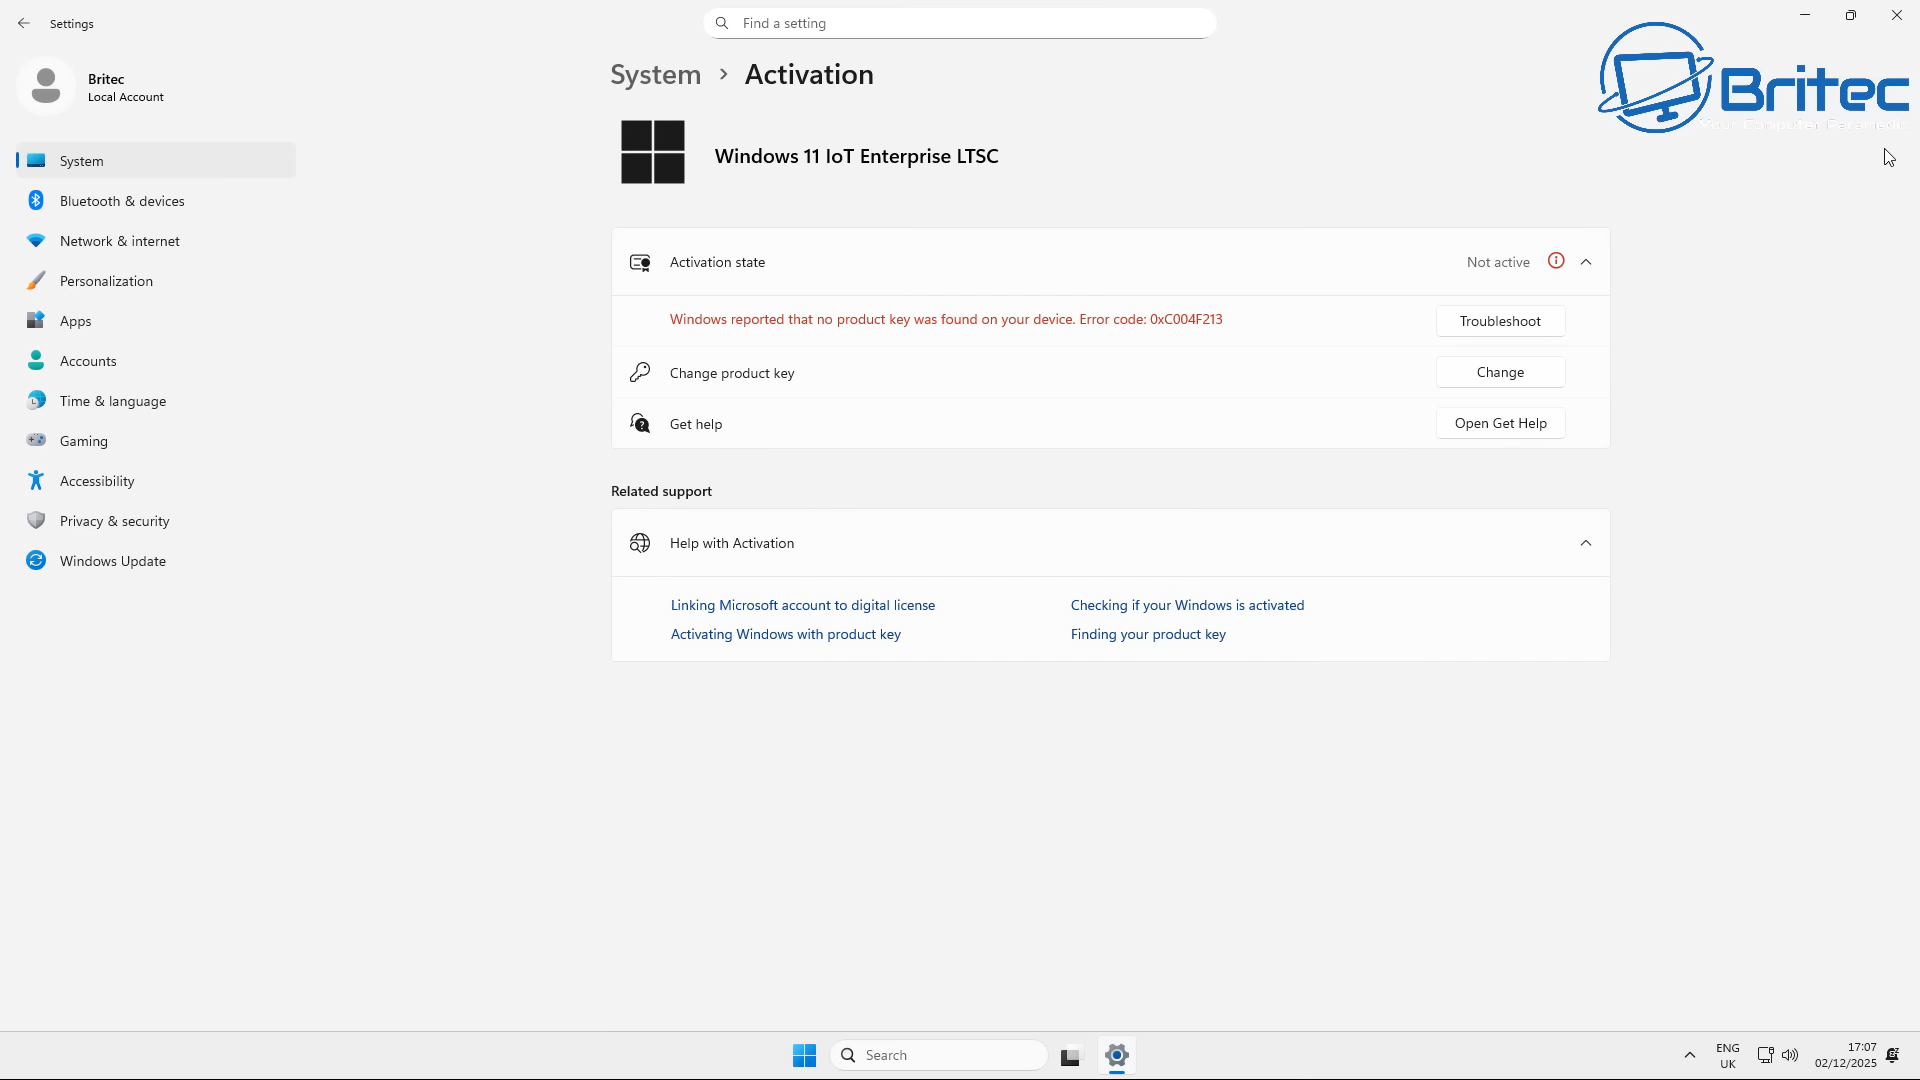 Settings
Find a setting
Britec
Local Account
System
Bluetooth & devices
Network & internet
Personalization
Apps
Accounts
Time & language
Gaming
Accessibility
Privacy & security
Windows Update
System > Activation
Britec
Your Computer Paramedic
Windows 11 IoT Enterprise LTSC
Activation state
Not active
Windows reported that no product key was found on your device. Error code: 0xC004F213
Troubleshoot
Change product key
Change
Get help
Open Get Help
Related support
Help with Activation
Linking Microsoft account to digital license
Checking if your Windows is activated
Activating Windows with product key
Finding your product key
Search
ENG
UK
17:07
02/12/2025